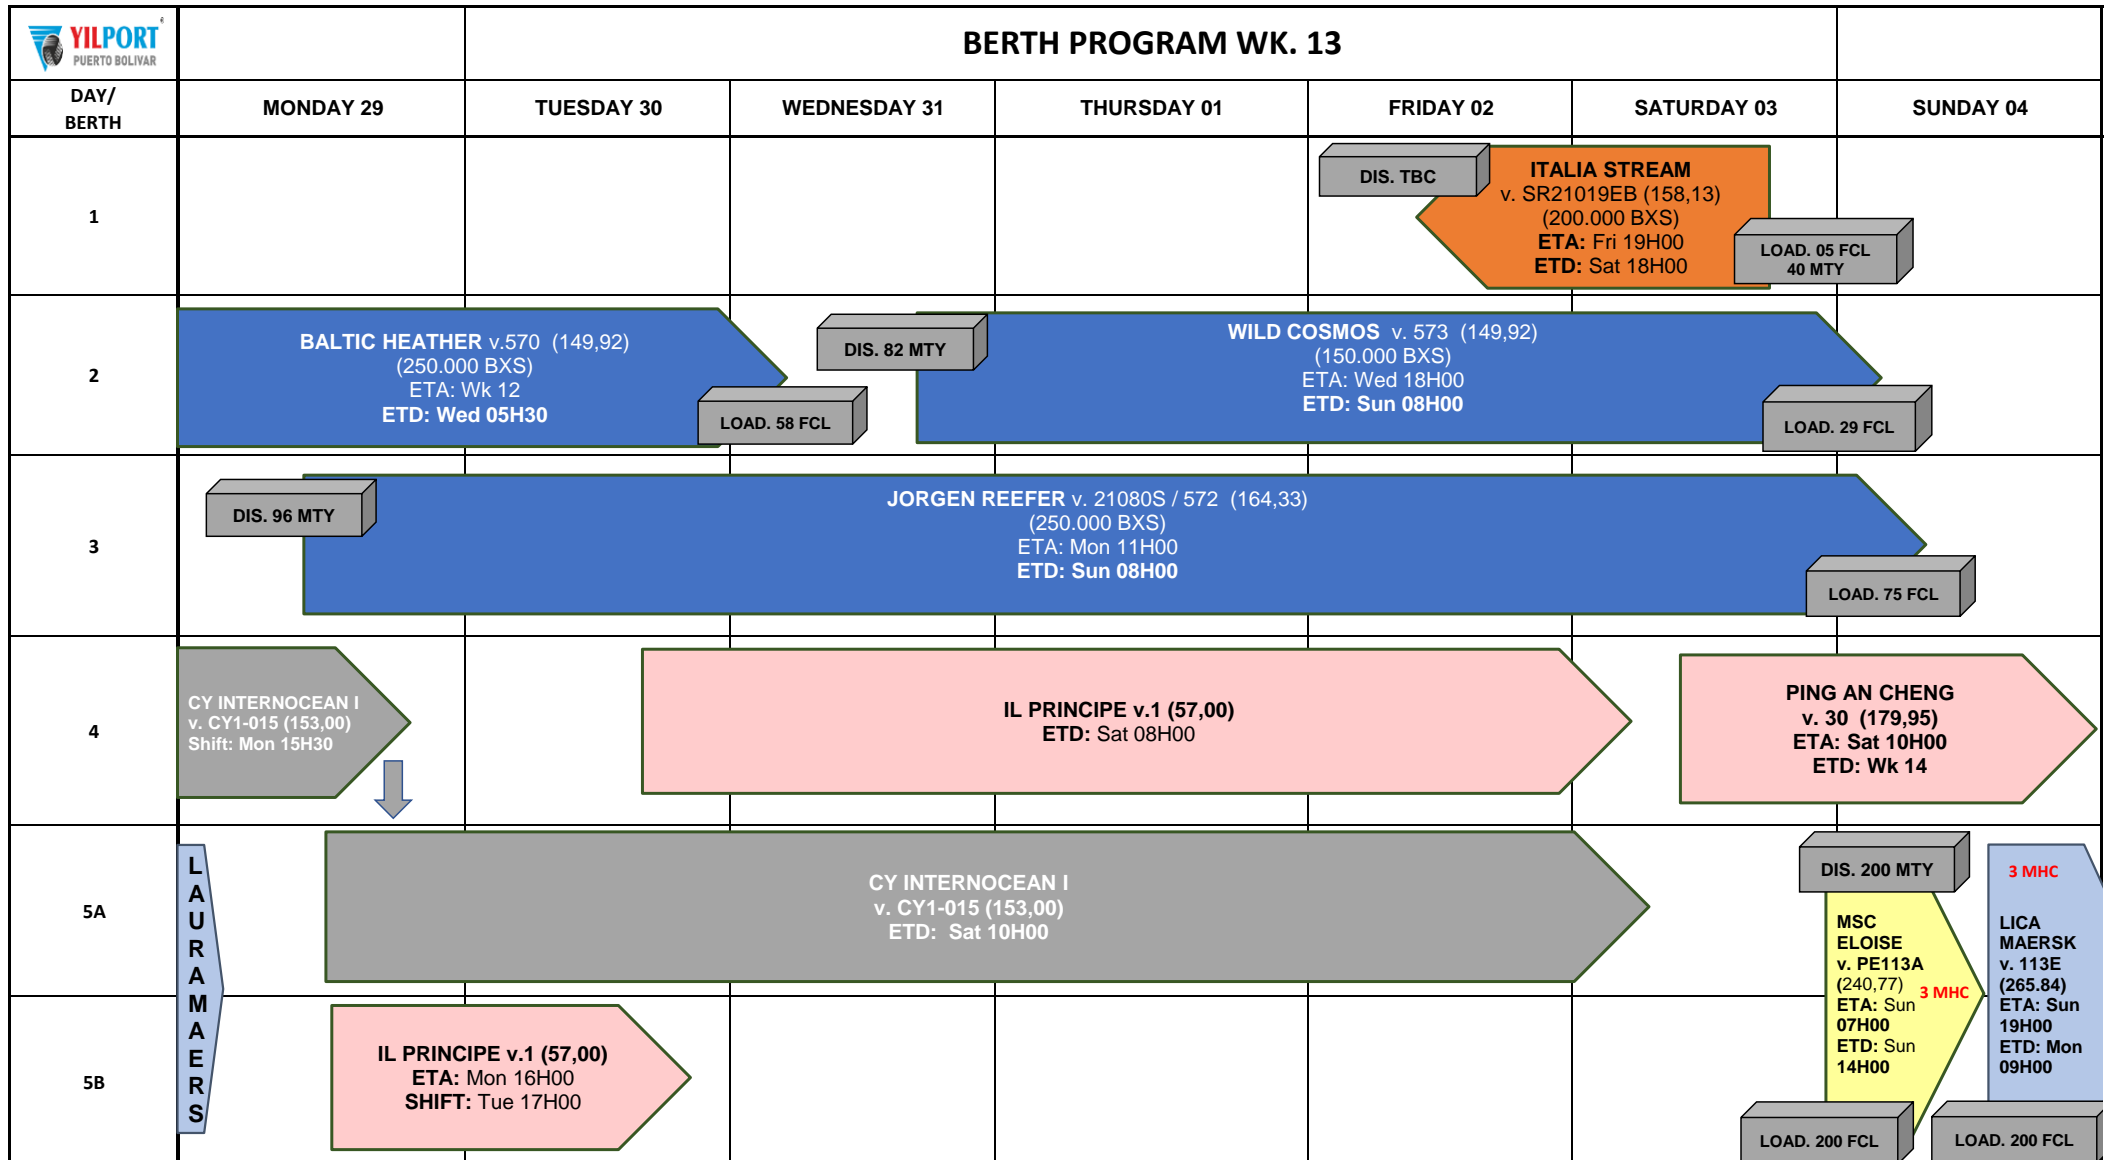 YILPORT
PUERTO BOLIVAR
BERTH PROGRAM WK. 13
DAY/
BERTH
MONDAY 29
TUESDAY 30
WEDNESDAY 31
THURSDAY 01
FRIDAY 02
SATURDAY 03
SUNDAY 04
1
DIS. TBC
ITALIA STREAM
v. SR21019EB (158,13)
(200.000 BXS)
ETA: Fri 19H00
ETD: Sat 18H00
LOAD. 05 FCL
40 MTY
2
BALTIC HEATHER v.570 (149,92)
(250.000 BXS)
ETA: Wk 12
ETD: Wed 05H30
LOAD. 58 FCL
DIS. 82 MTY
WILD COSMOS v. 573 (149,92)
(150.000 BXS)
ETA: Wed 18H00
ETD: Sun 08H00
LOAD. 29 FCL
3
DIS. 96 MTY
JORGEN REEFER v. 21080S / 572 (164,33)
(250.000 BXS)
ETA: Mon 11H00
ETD: Sun 08H00
LOAD. 75 FCL
4
CY INTERNOCEAN I
v. CY1-015 (153,00)
Shift: Mon 15H30
IL PRINCIPE v.1 (57,00)
ETD: Sat 08H00
PING AN CHENG
v. 30 (179,95)
ETA: Sat 10H00
ETD: Wk 14
5A
L
A
U
R
A
M
A
E
R
S
CY INTERNOCEAN I
v. CY1-015 (153,00)
ETD: Sat 10H00
DIS. 200 MTY
MSC
ELOISE
v. PE113A
(240,77)
ETA: Sun
07H00
ETD: Sun
14H00
3 MHC
LOAD. 200 FCL
3 MHC
LICA
MAERSK
v. 113E
(265.84)
ETA: Sun
19H00
ETD: Mon
09H00
LOAD. 200 FCL
5B
IL PRINCIPE v.1 (57,00)
ETA: Mon 16H00
SHIFT: Tue 17H00